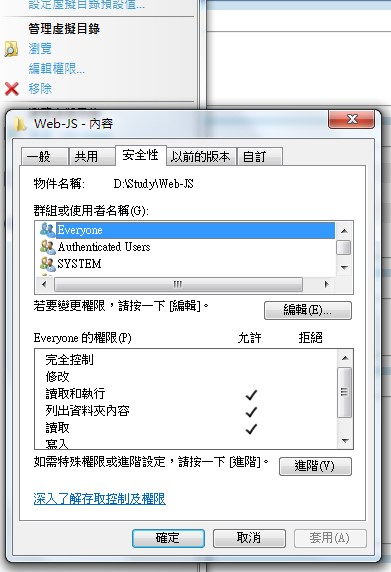 設定虛擬目錄預設值...
管理虛擬目錄
瀏覽
編輯權限...
移除
Web-JS - 內容
一般 共用 安全性 以前的版本 自訂
物件名稱: D:\Study\Web-JS
群組或使用者名稱(G):
Everyone
Authenticated Users
SYSTEM
若要變更權限，請按一下 [編輯]。
編輯(E)...
Everyone 的權限(P) 允許 拒絕
完全控制
修改
讀取和執行
列出資料夾內容
讀取
寫入
如需特殊權限或進階設定，請按一下 [進階]。
進階(V)
深入了解存取控制及權限
確定 取消 套用(A)